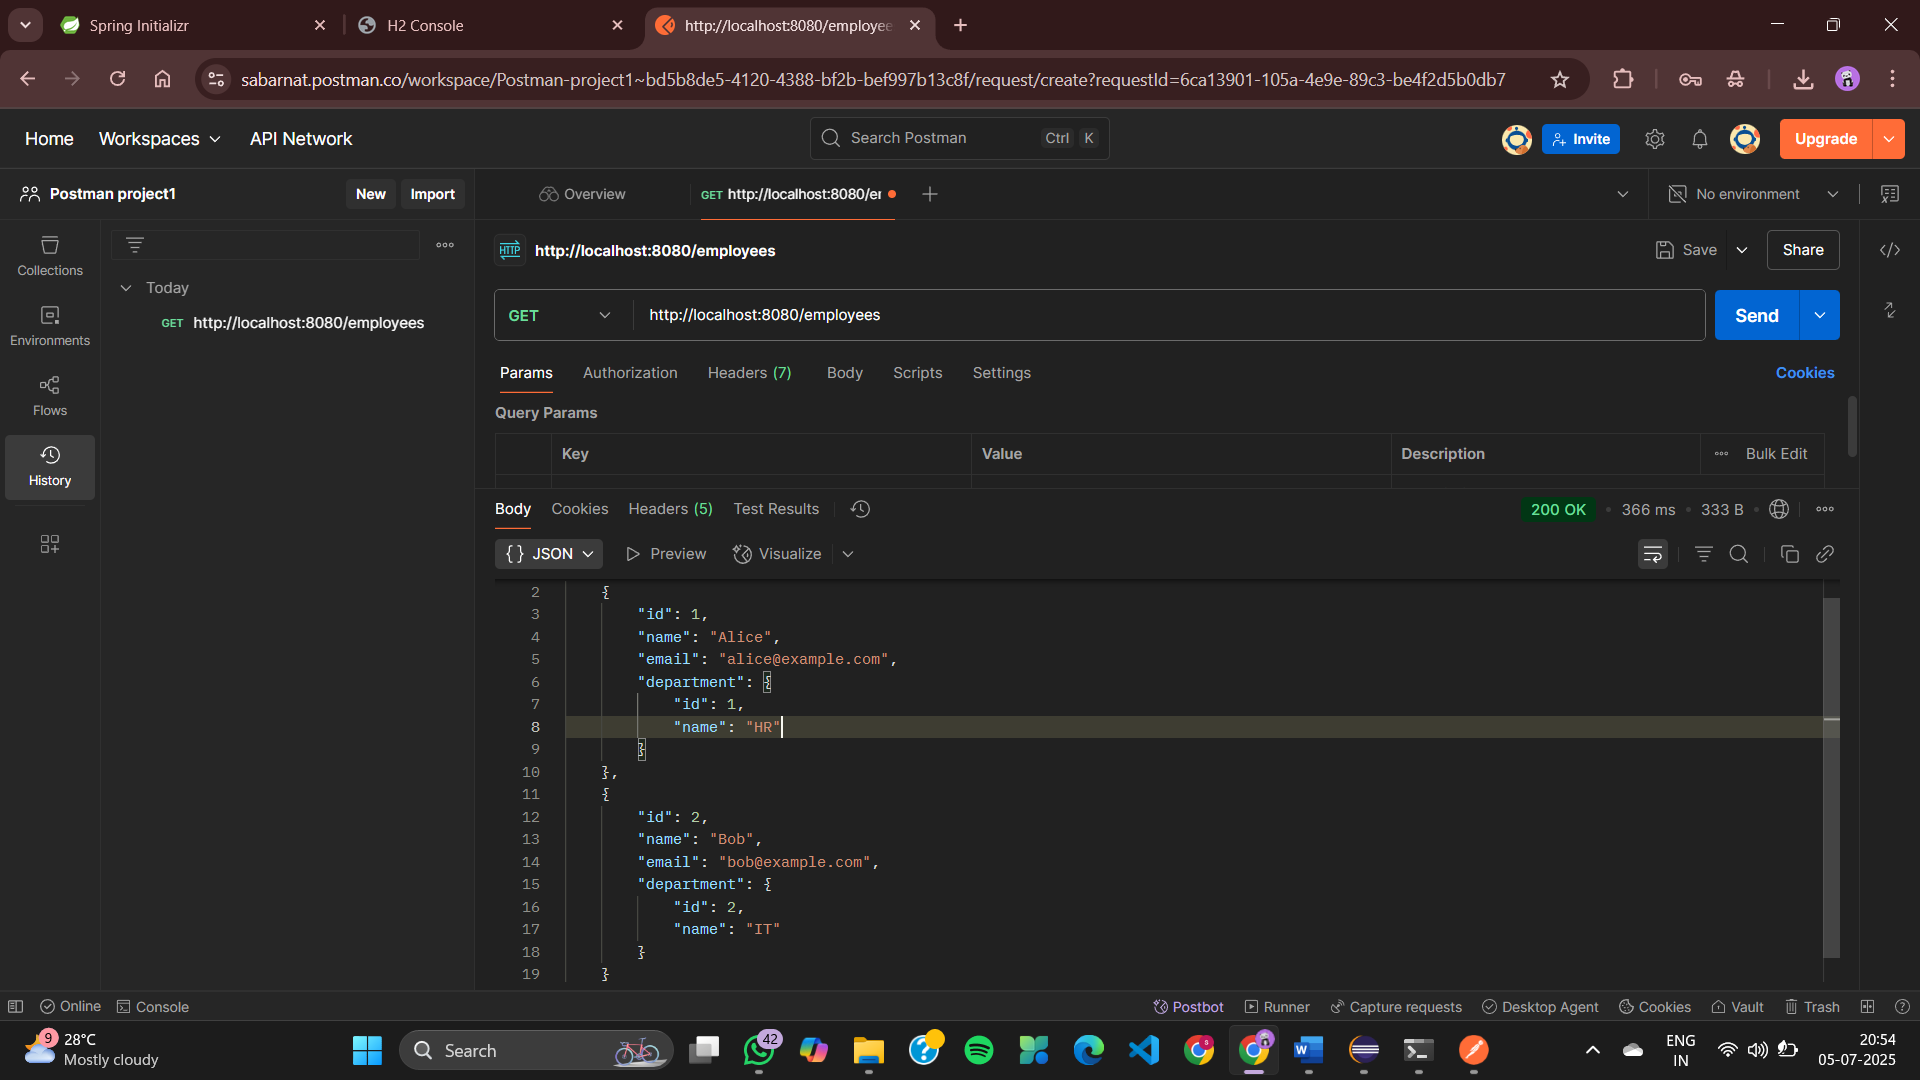 Spring Initializr
H2 Console
http://localhost:8080/employee
sabarnat.postman.co/workspace/Postman-project1~bd5b8de5-4120-4388-bf2b-bef997b13c8f/request/create?requestId=6ca13901-105a-4e9e-89c3-be4f2d5b0db7
Home Workspaces API Network
Search Postman Ctrl K
Invite Upgrade
Postman project1 New Import
Overview GET http://localhost:8080/e
No environment
Collections
Environments
Flows
History
Today
GET http://localhost:8080/employees
HTTP http://localhost:8080/employees
Save Share
GET http://localhost:8080/employees
Send
Params Authorization Headers (7) Body Scripts Settings
Cookies
Query Params
Key Value Description Bulk Edit
Body Cookies Headers (5) Test Results
200 OK 366 ms 333 B
{} JSON Preview Visualize
2 {
3 "id": 1,
4 "name": "Alice",
5 "email": "alice@example.com",
6 "department": {
7 "id": 1,
8 "name": "HR"
9 }
10 },
11 {
12 "id": 2,
13 "name": "Bob",
14 "email": "bob@example.com",
15 "department": {
16 "id": 2,
17 "name": "IT"
18 }
19 }
Online Console
Postbot Runner Capture requests Desktop Agent Cookies Vault Trash
9
28°C
Mostly cloudy
Search
42
8
ENG
IN
20:54
05-07-2025